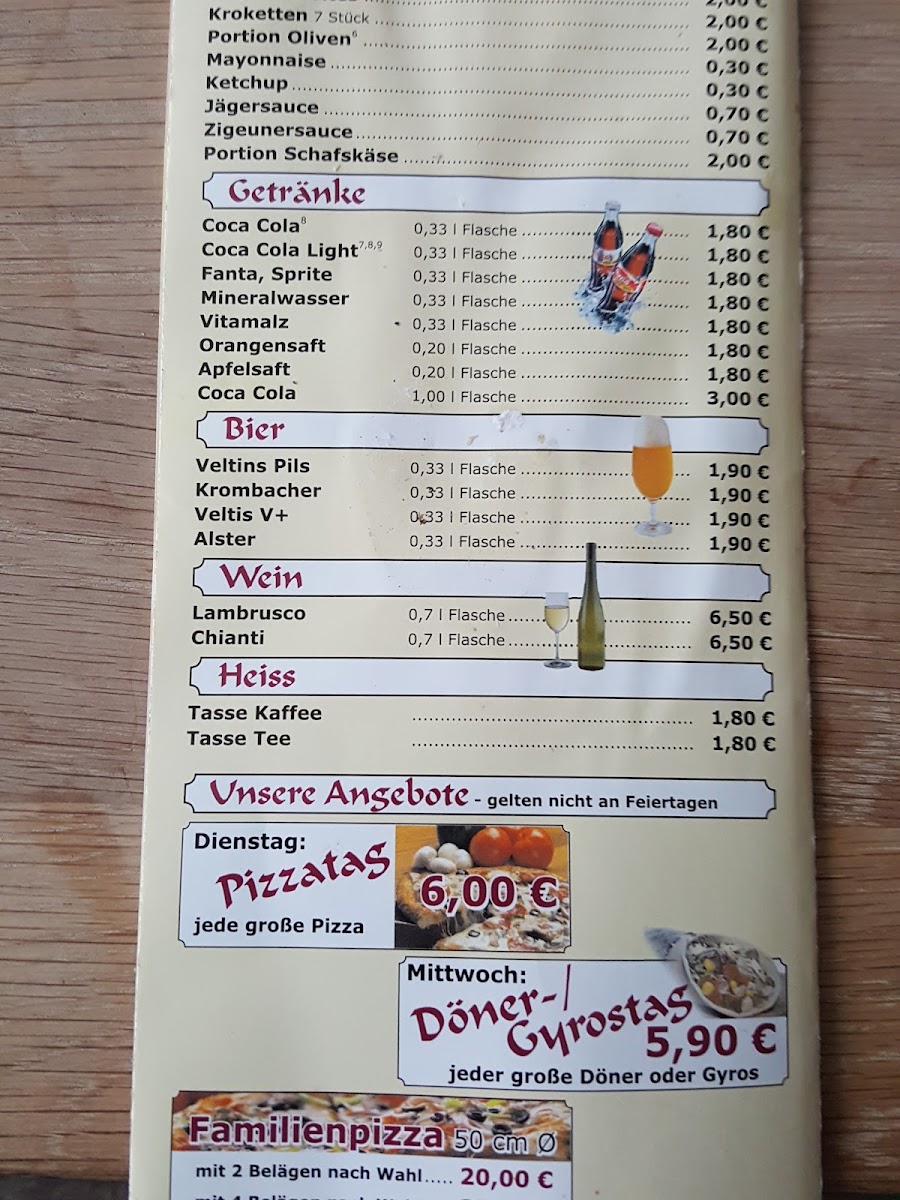 2,00 €
Kroketten 7 Stück 2,00 €
Portion Oliven⁶ 2,00 €
Mayonnaise 0,30 €
Ketchup 0,30 €
Jägersauce 0,70 €
Zigeunersauce 0,70 €
Portion Schafskäse 2,00 €
Getränke
Coca Cola⁸ 0,33 l Flasche 1,80 €
Coca Cola Light⁷,⁸,⁹ 0,33 l Flasche 1,80 €
Fanta, Sprite 0,33 l Flasche 1,80 €
Mineralwasser 0,33 l Flasche 1,80 €
Vitamalz 0,33 l Flasche 1,80 €
Orangensaft 0,20 l Flasche 1,80 €
Apfelsaft 0,20 l Flasche 1,80 €
Coca Cola 1,00 l Flasche 3,00 €
Bier
Veltins Pils 0,33 l Flasche 1,90 €
Krombacher 0,33 l Flasche 1,90 €
Veltis V+ 0,33 l Flasche 1,90 €
Alster 0,33 l Flasche 1,90 €
Wein
Lambrusco 0,7 l Flasche 6,50 €
Chianti 0,7 l Flasche 6,50 €
Heiss
Tasse Kaffee 1,80 €
Tasse Tee 1,80 €
Unsere Angebote - gelten nicht an Feiertagen
Dienstag:
Pizzatag
6,00 €
jede große Pizza
Mittwoch:
Döner-/
Gyrostag
5,90 €
jeder große Döner oder Gyros
Familienpizza 50 cm Ø
mit 2 Belägen nach Wahl..... 20,00 €
mit 4 Belägen nach